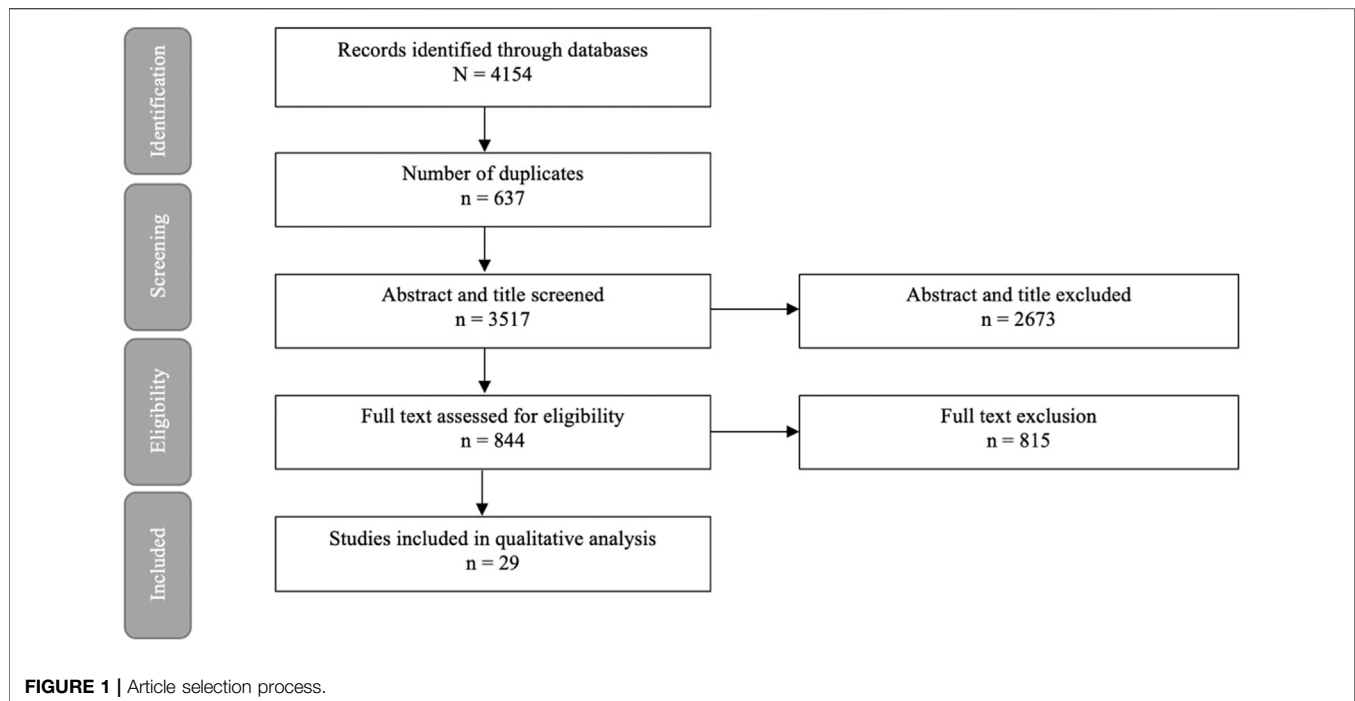 Identification
Records identified through databases
N = 4154
Number of duplicates
n = 637
Screening
Abstract and title screened
n = 3517
Abstract and title excluded
n = 2673
Eligibility
Full text assessed for eligibility
n = 844
Full text exclusion
n = 815
Included
Studies included in qualitative analysis
n = 29
FIGURE 1 | Article selection process.